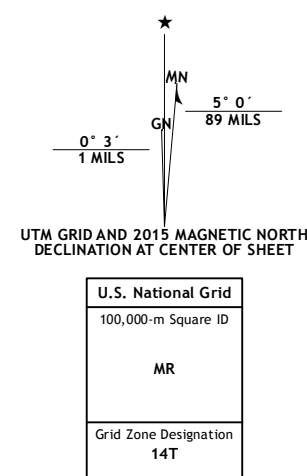 ★
MN
GN
5° 0´
89 MILS
0° 3´
1 MILS
UTM GRID AND 2015 MAGNETIC NORTH
DECLINATION AT CENTER OF SHEET
U.S. National Grid
100,000-m Square ID
MR
Grid Zone Designation
14T